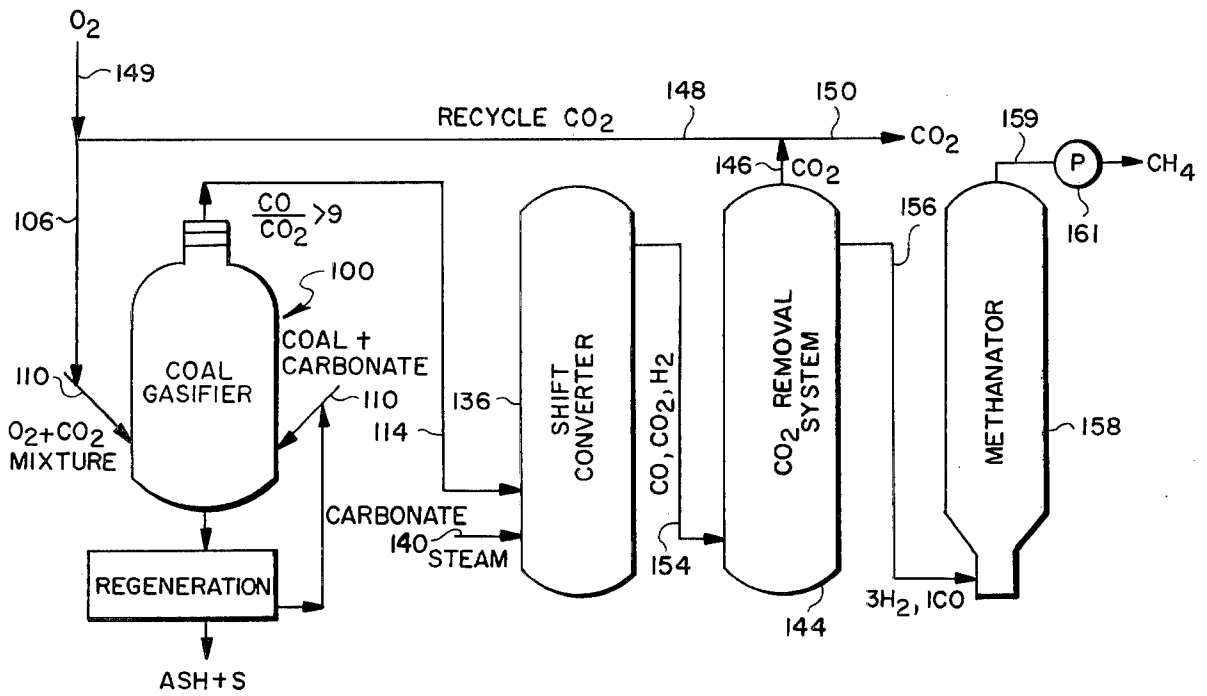 O2
149
RECYCLE CO2
148
150
CO2
159
P
CH4
161
146
CO2
106
CO
CO2
>9
100
156
COAL +
CARBONATE
110
COAL
GASIFIER
110
136
SHIFT
CONVERTER
CO, CO2, H2
CO2 REMOVAL
SYSTEM
METHANATOR
158
O2+CO2
MIXTURE
114
CARBONATE
140
STEAM
154
REGENERATION
3H2, 1CO
144
ASH+S